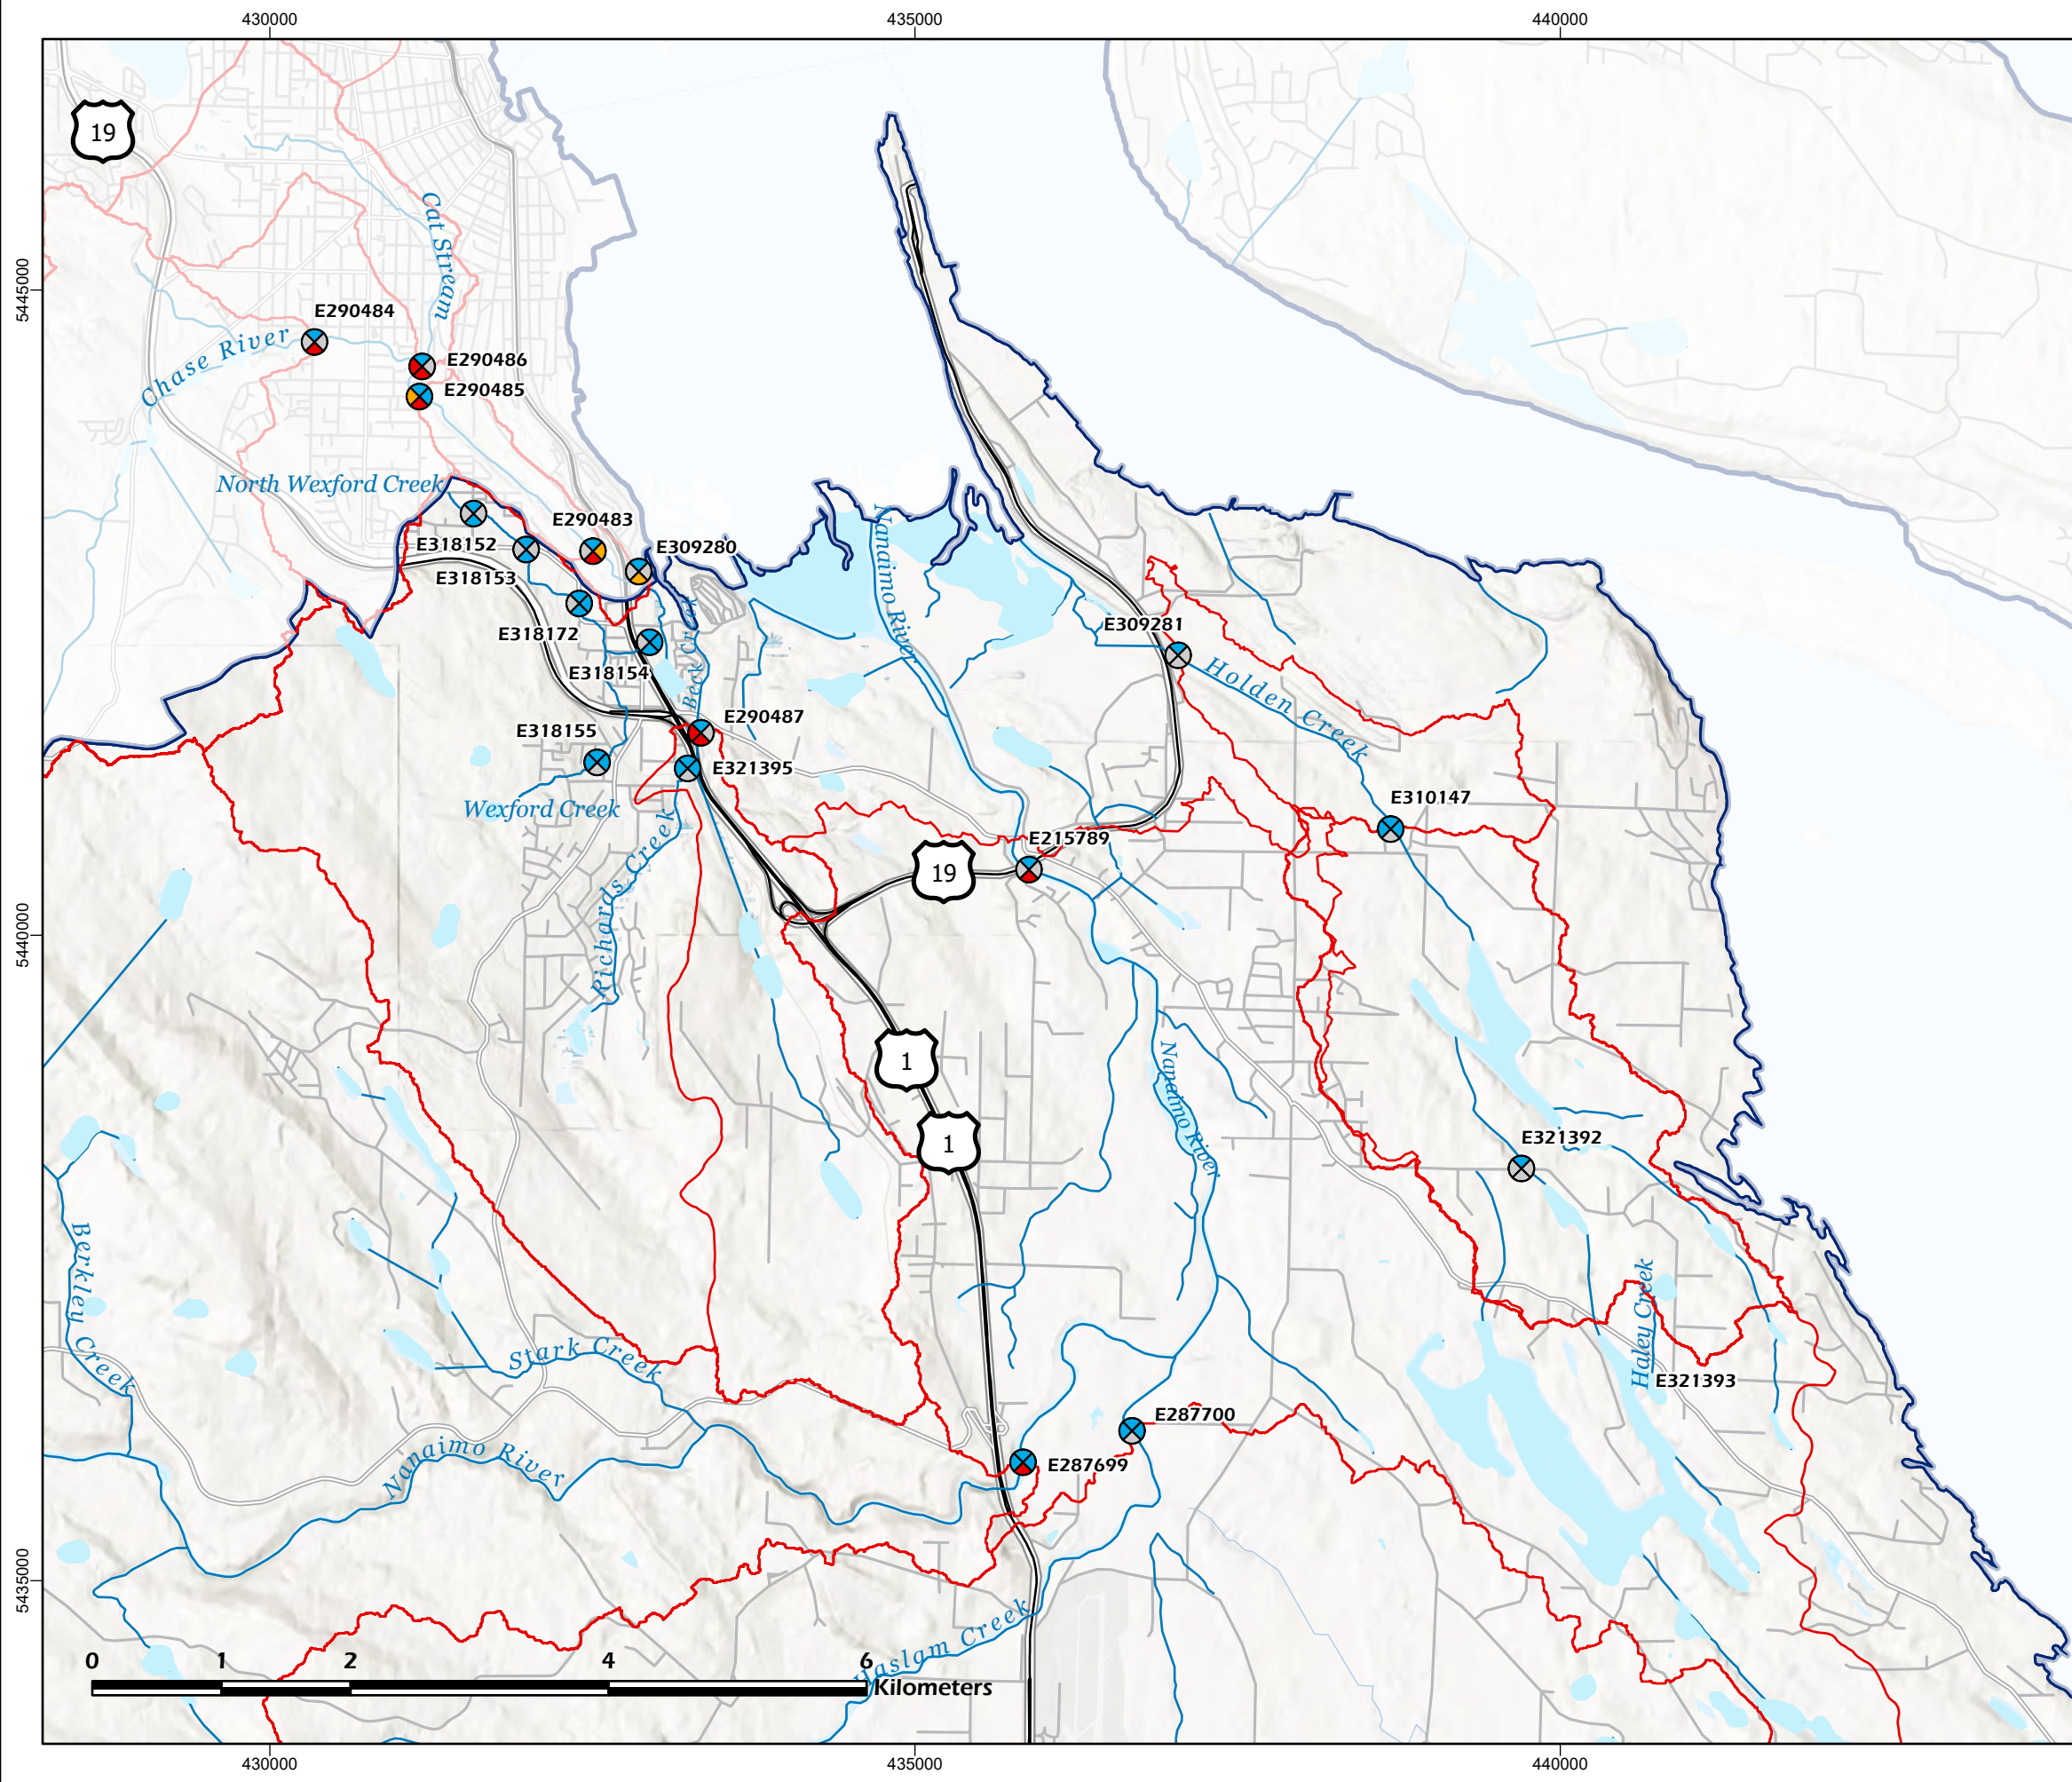 430000
435000
440000
19
Cat Stream
5445000
E290484
Chase River
E290486
E290485
North Wexford Creek
Nanaimo River
E290483
E318152
E309280
E318153
E309281
E318172
Beck Creek
Holden Creek
E318154
E290487
E318155
E321395
E310147
Wexford Creek
E215789
19
Richards Creek
5440000
1
Nanaimo River
1
E321392
Berkley Creek
Haley Creek
Stark Creek
E321393
E287700
Nanaimo River
E287699
5435000
Haslam Creek
0 1 2 4 6
Kilometers
430000
435000
440000